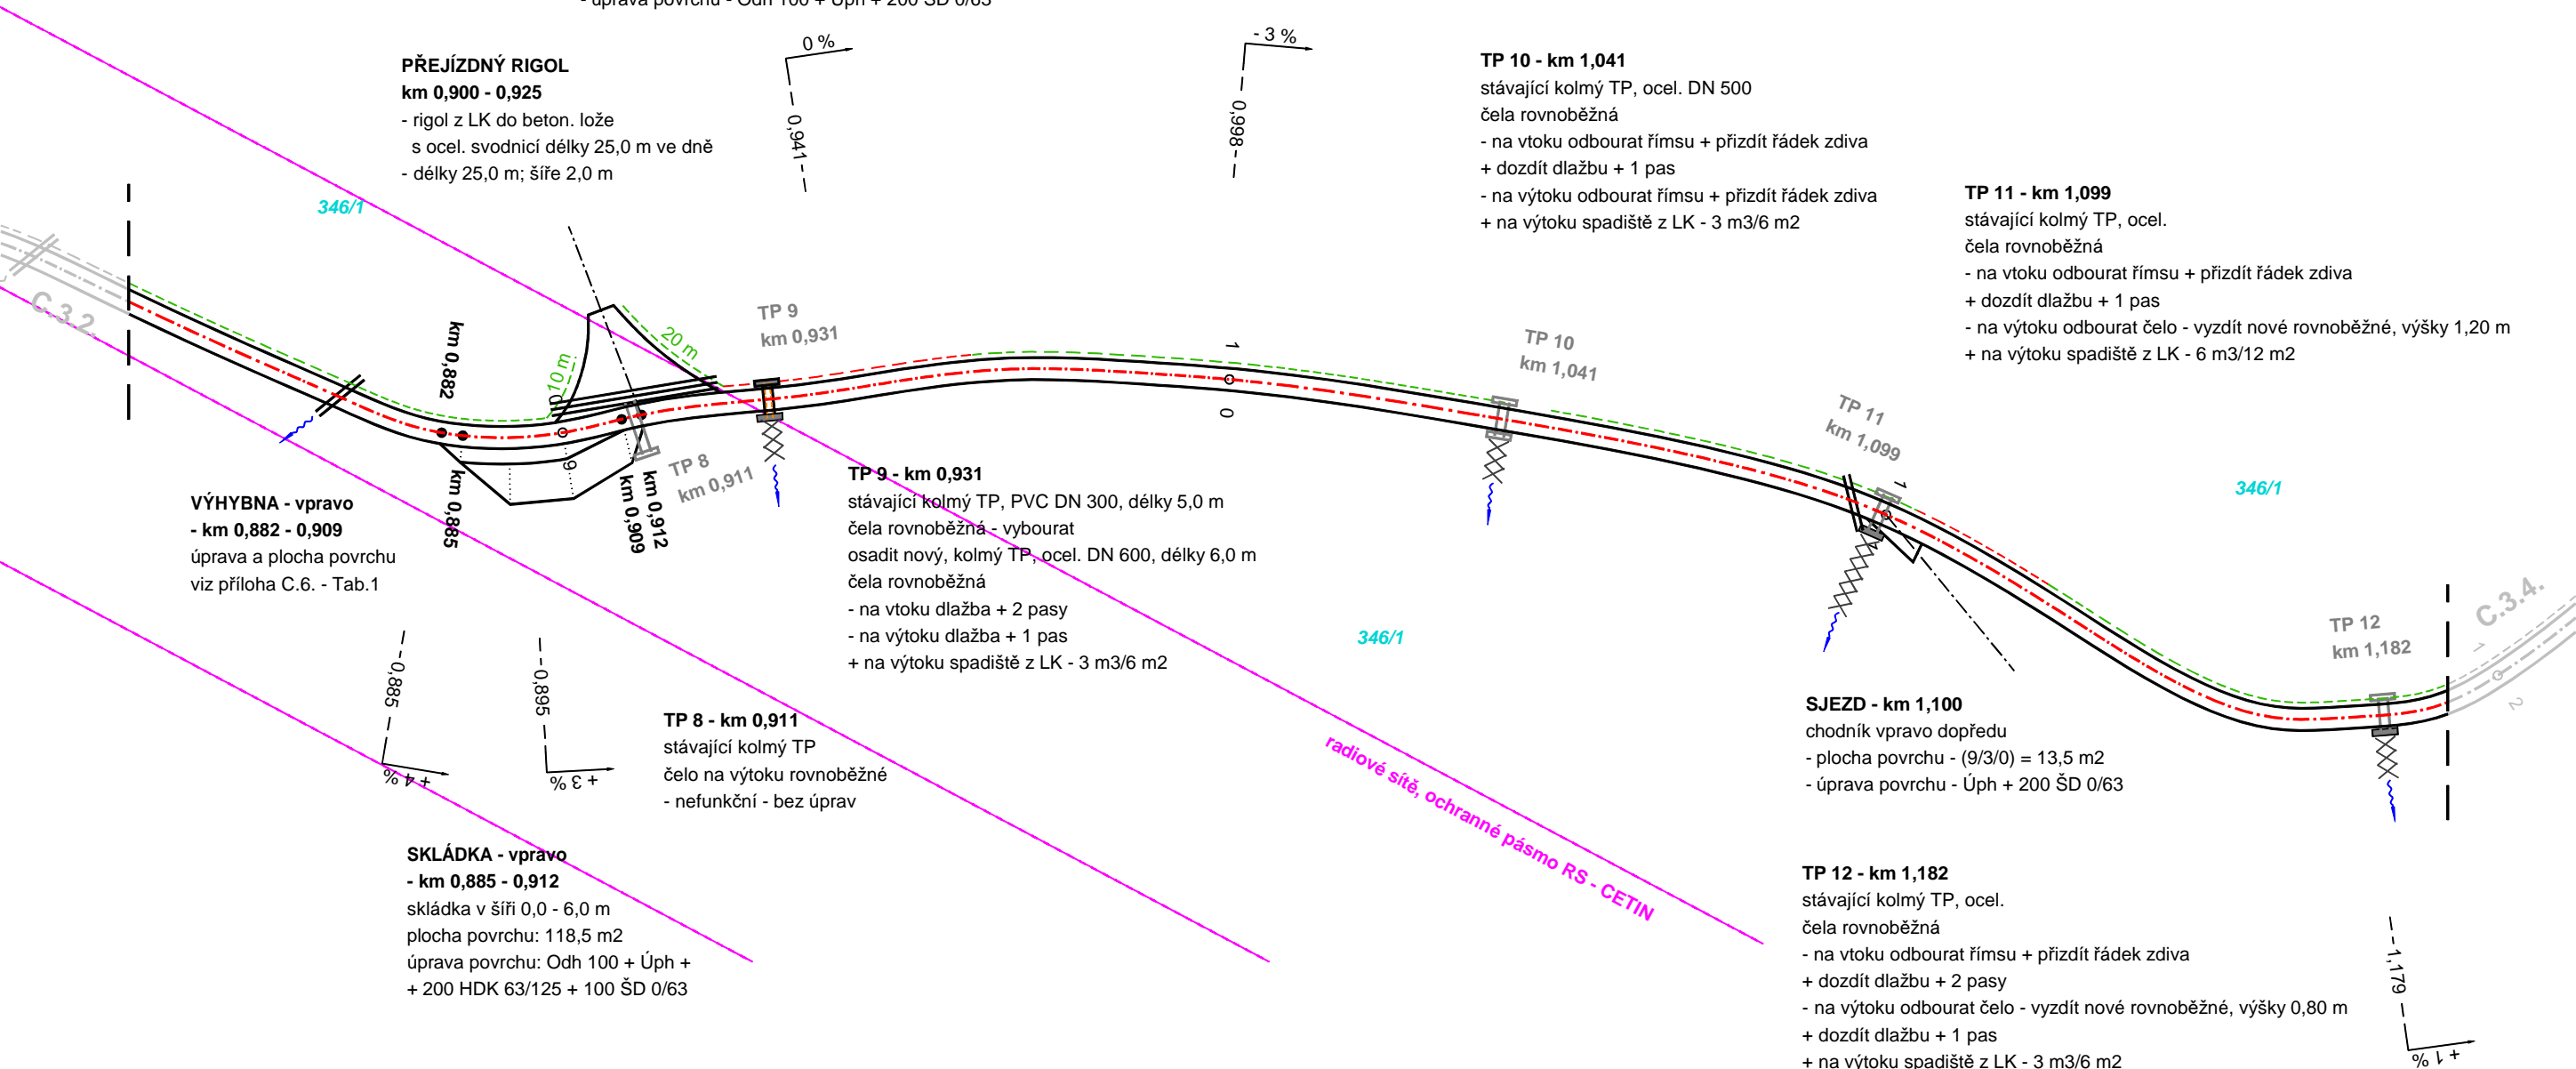 - úprava povrchu - Odh 100 + Úph + 200 ŠD 0/63
PŘEJÍZDNÝ RIGOL
km 0,900 - 0,925
- rigol z LK do beton. lože
s ocel. svodnicí délky 25,0 m ve dně
- délky 25,0 m; šíře 2,0 m
0 %
0,941
- 3 %
0,998
TP 10 - km 1,041
stávající kolmý TP, ocel. DN 500
čela rovnoběžná
- na vtoku odbourat římsu + přizdít řádek zdiva
+ dozdít dlažbu + 1 pas
- na výtoku odbourat římsu + přizdít řádek zdiva
+ na výtoku spadiště z LK - 3 m3/6 m2
TP 11 - km 1,099
stávající kolmý TP, ocel.
čela rovnoběžná
- na vtoku odbourat římsu + přizdít řádek zdiva
+ dozdít dlažbu + 1 pas
- na výtoku odbourat čelo - vyzdít nové rovnoběžné, výšky 1,20 m
+ na výtoku spadiště z LK - 6 m3/12 m2
346/1
C.3.2.
km 0,882
10 m
20 m
0
9
TP 9
km 0,931
1
0
TP 10
km 1,041
TP 11
km 1,099
1
346/1
km 0,885
km 0,909
km 0,912
TP 8
km 0,911
VÝHYBNA - vpravo
- km 0,882 - 0,909
úprava a plocha povrchu
viz příloha C.6. - Tab.1
TP 9 - km 0,931
stávající kolmý TP, PVC DN 300, délky 5,0 m
čela rovnoběžná - vybourat
osadit nový, kolmý TP, ocel. DN 600, délky 6,0 m
čela rovnoběžná
- na vtoku dlažba + 2 pasy
- na výtoku dlažba + 1 pas
+ na výtoku spadiště z LK - 3 m3/6 m2
346/1
TP 12
km 1,182
C.3.4.
1
2
0,885
+ 4 %
0,895
+ 3 %
TP 8 - km 0,911
stávající kolmý TP
čelo na výtoku rovnoběžné
- nefunkční - bez úprav
radiové sítě, ochranné pásmo RS - CETIN
SJEZD - km 1,100
chodník vpravo dopředu
- plocha povrchu - (9/3/0) = 13,5 m2
- úprava povrchu - Úph + 200 ŠD 0/63
SKLÁDKA - vpravo
- km 0,885 - 0,912
skládka v šíři 0,0 - 6,0 m
plocha povrchu: 118,5 m2
úprava povrchu: Odh 100 + Úph +
+ 200 HDK 63/125 + 100 ŠD 0/63
TP 12 - km 1,182
stávající kolmý TP, ocel.
čela rovnoběžná
- na vtoku odbourat římsu + přizdít řádek zdiva
+ dozdít dlažbu + 2 pasy
- na výtoku odbourat čelo - vyzdít nové rovnoběžné, výšky 0,80 m
+ dozdít dlažbu + 1 pas
+ na výtoku spadiště z LK - 3 m3/6 m2
1,179
+ 1 %